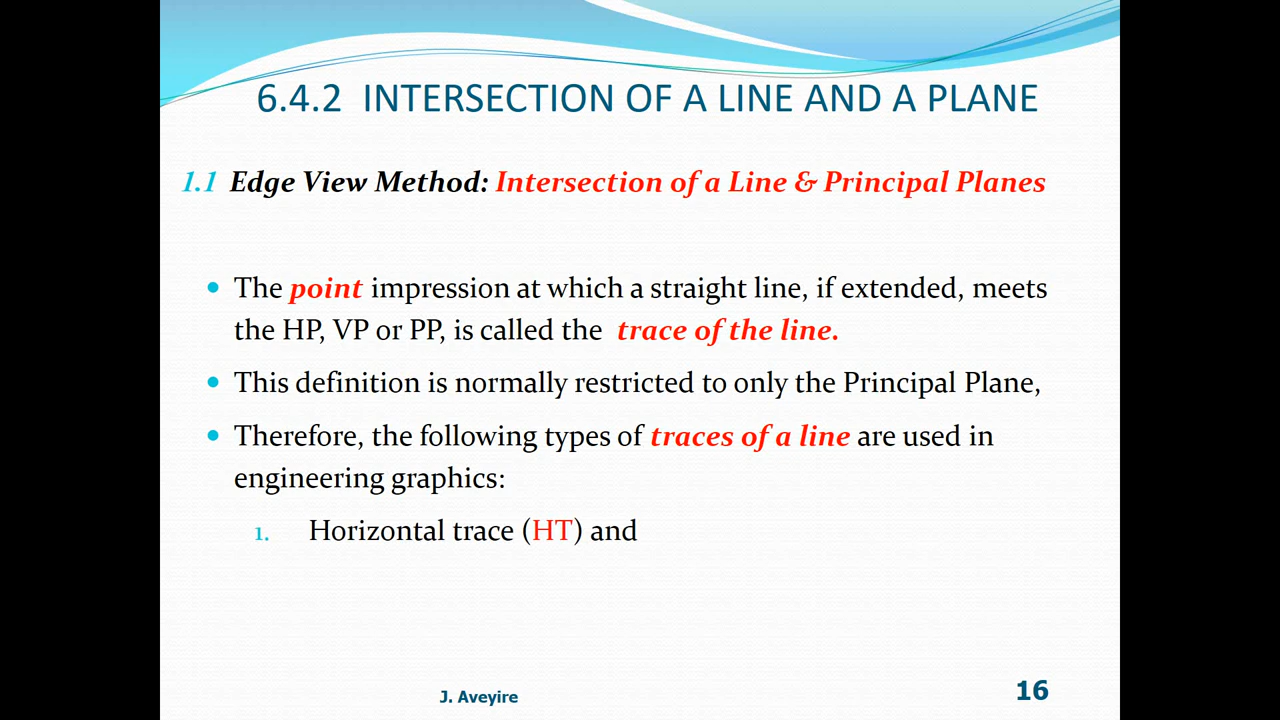 6.4.2 INTERSECTION OF A LINE AND A PLANE
1.1 Edge View Method: Intersection of a Line & Principal Planes
• The point impression at which a straight line, if extended, meets
the HP, VP or PP, is called the trace of the line.
• This definition is normally restricted to only the Principal Plane,
• Therefore, the following types of traces of a line are used in
engineering graphics:
1. Horizontal trace (HT) and
J. Aveyire
16